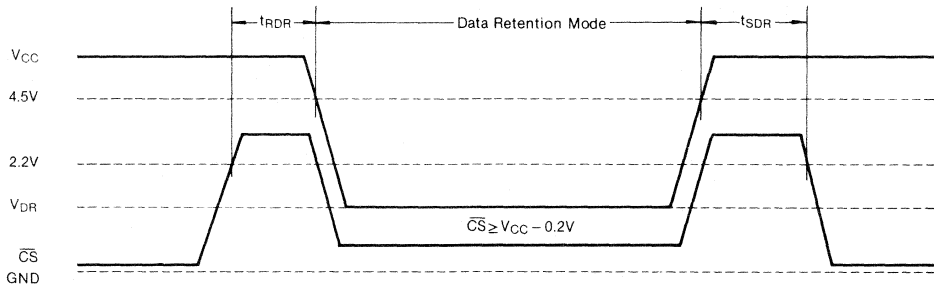 tRDR
Data Retention Mode
tSDR
VCC
4.5V
2.2V
VDR
CS ≥ VCC − 0.2V
CS
GND